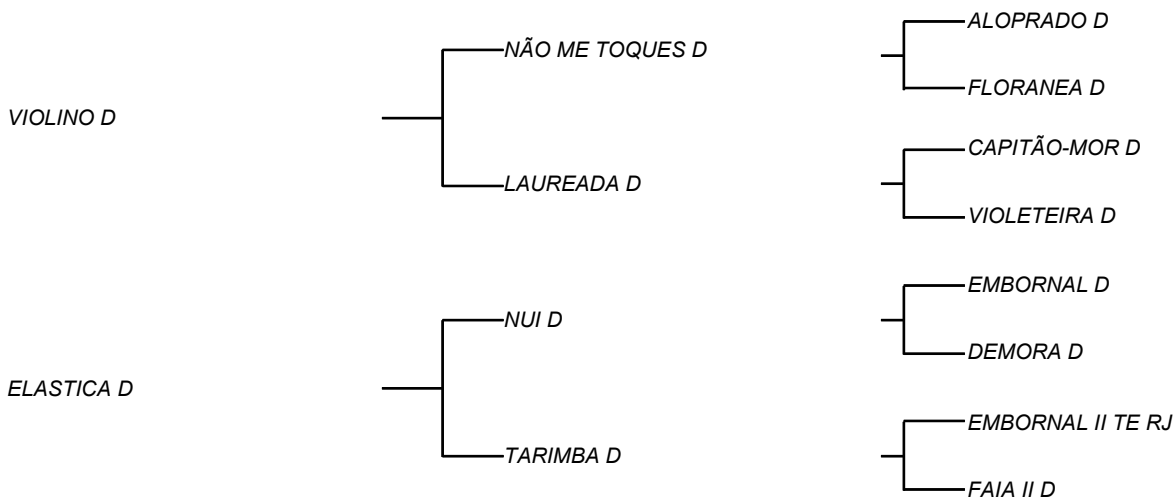 ALOPRADO D
NÃO ME TOQUES D
FLORANEA D
VIOLINO D
CAPITÃO-MOR D
LAUREADA D
VIOLETEIRA D
EMBORNAL D
NUI D
DEMORA D
ELASTICA D
EMBORNAL II TE RJ
TARIMBA D
FAIA II D